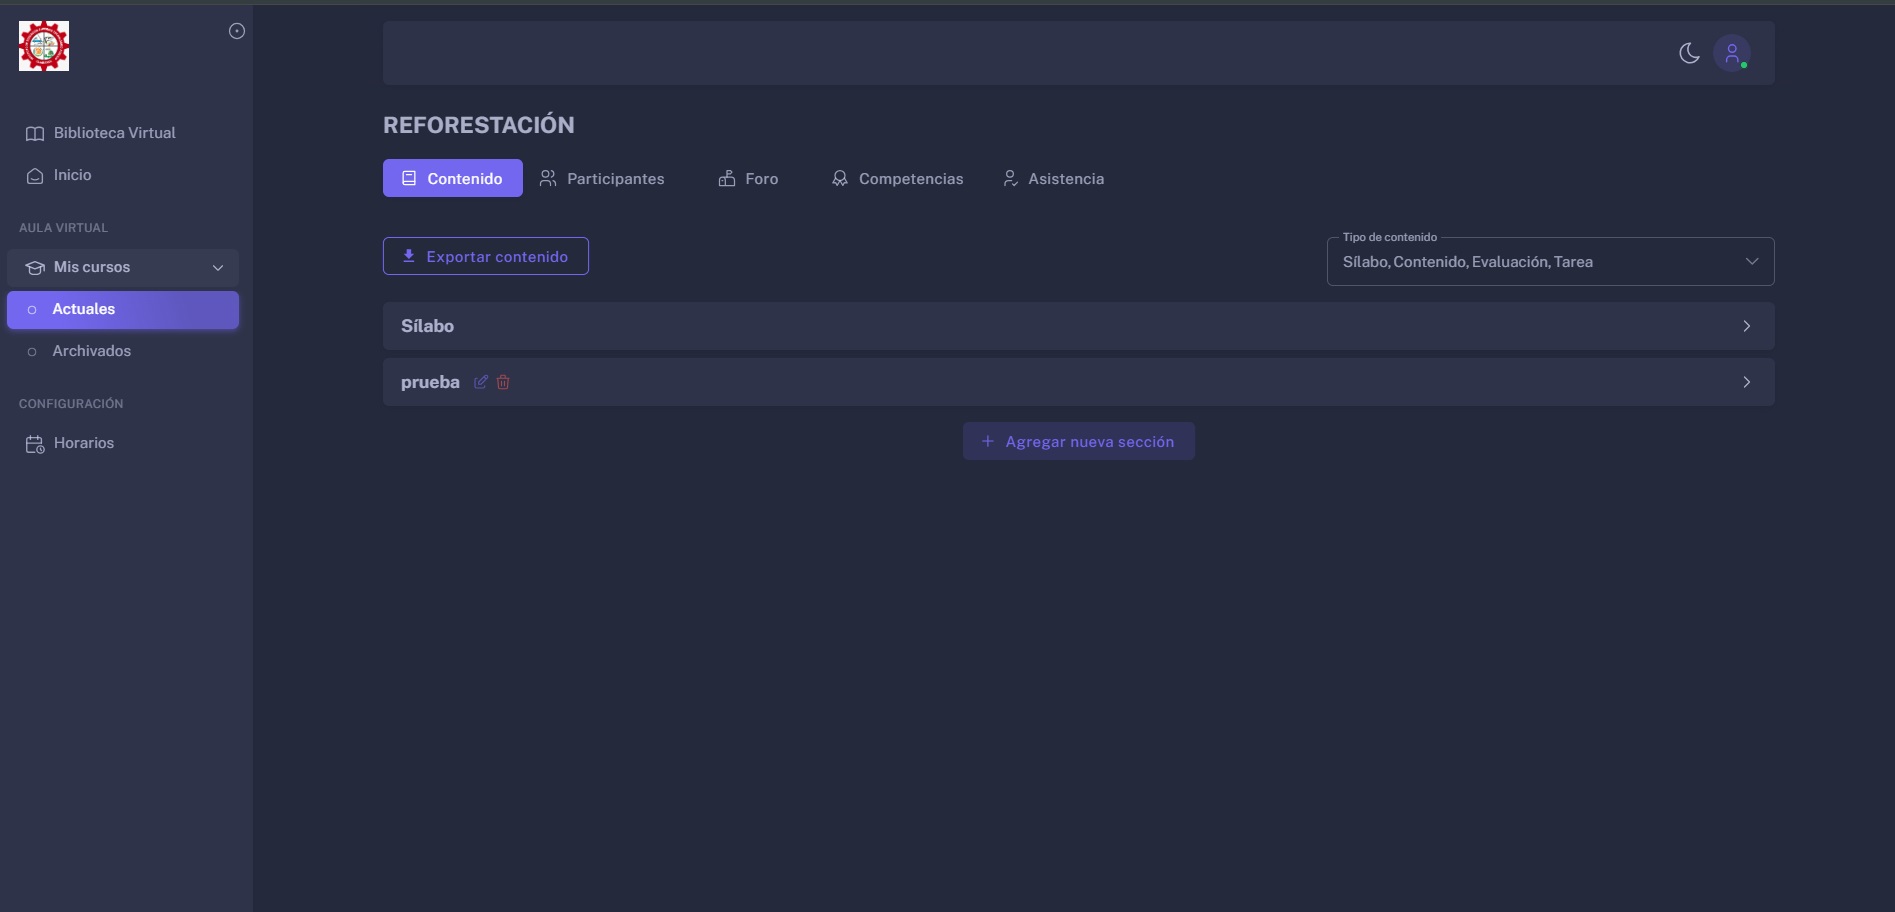 Biblioteca Virtual
Inicio
AULA VIRTUAL
Mis cursos
Actuales
Archivados
CONFIGURACIÓN
Horarios
REFORESTACIÓN
Contenido
Participantes
Foro
Competencias
Asistencia
Exportar contenido
Tipo de contenido
Sílabo, Contenido, Evaluación, Tarea
Sílabo
prueba
Agregar nueva sección